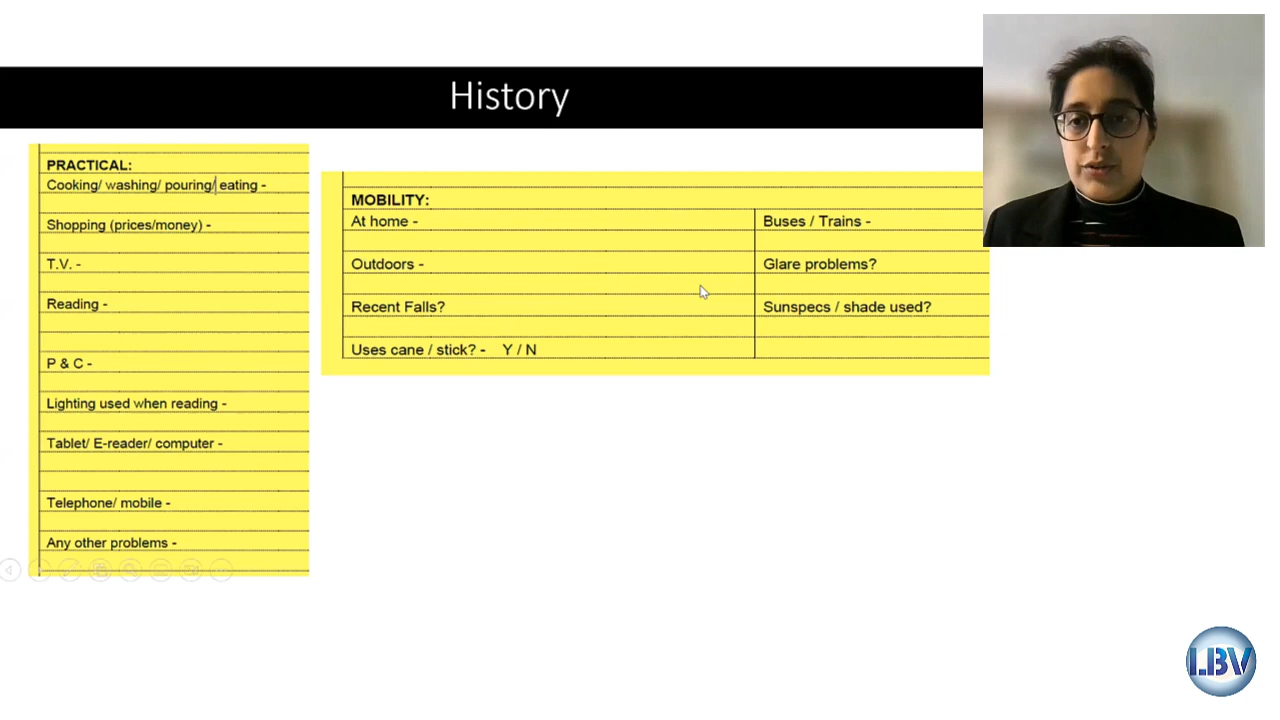 History
PRACTICAL:
Cooking/ washing/ pouring/ eating -
Shopping (prices/money) -
T.V. -
Reading -
P & C -
Lighting used when reading -
Tablet/ E-reader/ computer -
Telephone/ mobile -
Any other problems -
MOBILITY:
At home -
Outdoors -
Recent Falls?
Uses cane / stick? - Y / N
Buses / Trains -
Glare problems?
Sunspecs / shade used?
LBV